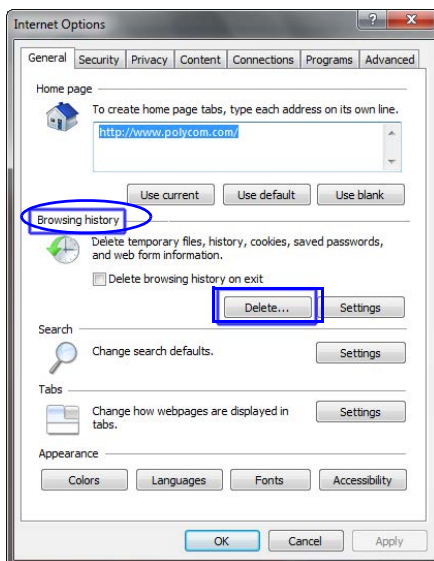 Internet Options
General Security Privacy Content Connections Programs Advanced
Home page
To create home page tabs, type each address on its own line.
http://www.polycom.com/
Use current Use default Use blank
Browsing history
Delete temporary files, history, cookies, saved passwords,
and web form information.
Delete browsing history on exit
Delete... Settings
Search
Change search defaults. Settings
Tabs
Change how webpages are displayed in Settings
tabs.
Appearance
Colors Languages Fonts Accessibility
OK Cancel Apply